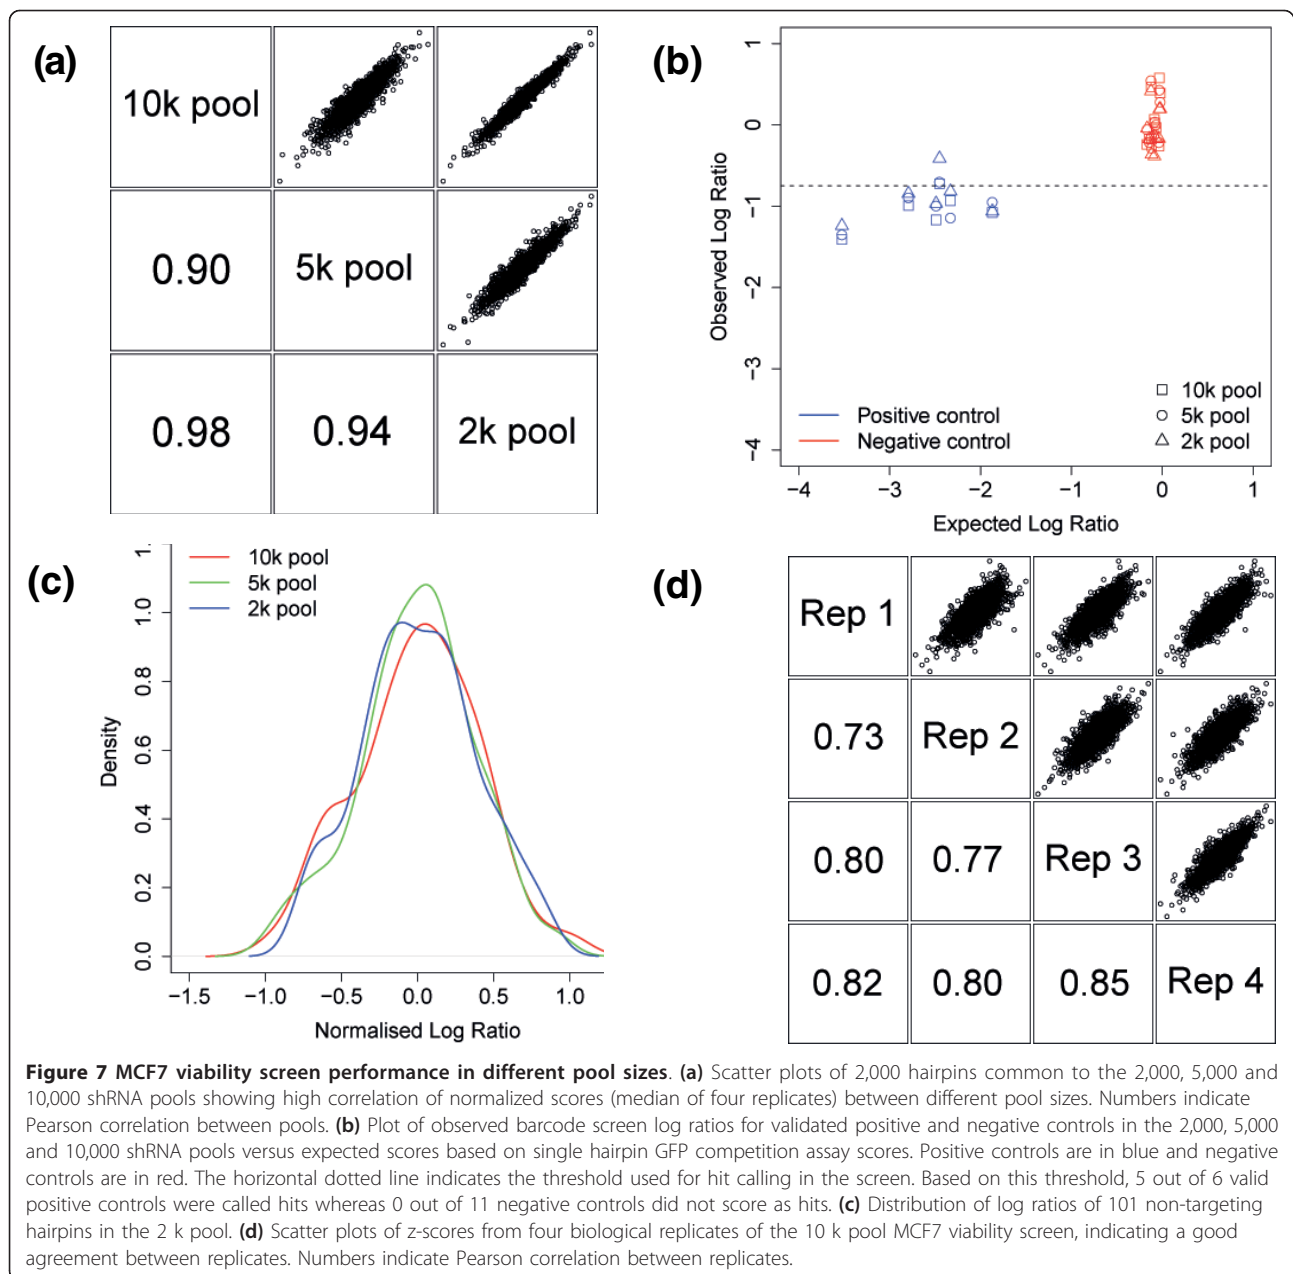 (a)
10k pool
0.90
5k pool
0.98
0.94
2k pool
(b)
1
0
−1
−2
−3
−4
Observed Log Ratio
Positive control
Negative control
10k pool
5k pool
2k pool
−4
−3
−2
−1
0
1
Expected Log Ratio
(c)
10k pool
5k pool
2k pool
1.
1.0
0.8
0.6
0.4
0.2
0.0
Density
−1.5
−1.0
−0.5
0.0
0.5
1.0
Normalised Log Ratio
(d)
Rep 1
0.73
Rep 2
0.80
0.77
Rep 3
0.82
0.80
0.85
Rep 4
Figure 7 MCF7 viability screen performance in different pool sizes. (a) Scatter plots of 2,000 hairpins common to the 2,000, 5,000 and
10,000 shRNA pools showing high correlation of normalized scores (median of four replicates) between different pool sizes. Numbers indicate
Pearson correlation between pools. (b) Plot of observed barcode screen log ratios for validated positive and negative controls in the 2,000, 5,000
and 10,000 shRNA pools versus expected scores based on single hairpin GFP competition assay scores. Positive controls are in blue and negative
controls are in red. The horizontal dotted line indicates the threshold used for hit calling in the screen. Based on this threshold, 5 out of 6 valid
positive controls were called hits whereas 0 out of 11 negative controls did not score as hits. (c) Distribution of log ratios of 101 non-targeting
hairpins in the 2 k pool. (d) Scatter plots of z-scores from four biological replicates of the 10 k pool MCF7 viability screen, indicating a good
agreement between replicates. Numbers indicate Pearson correlation between replicates.